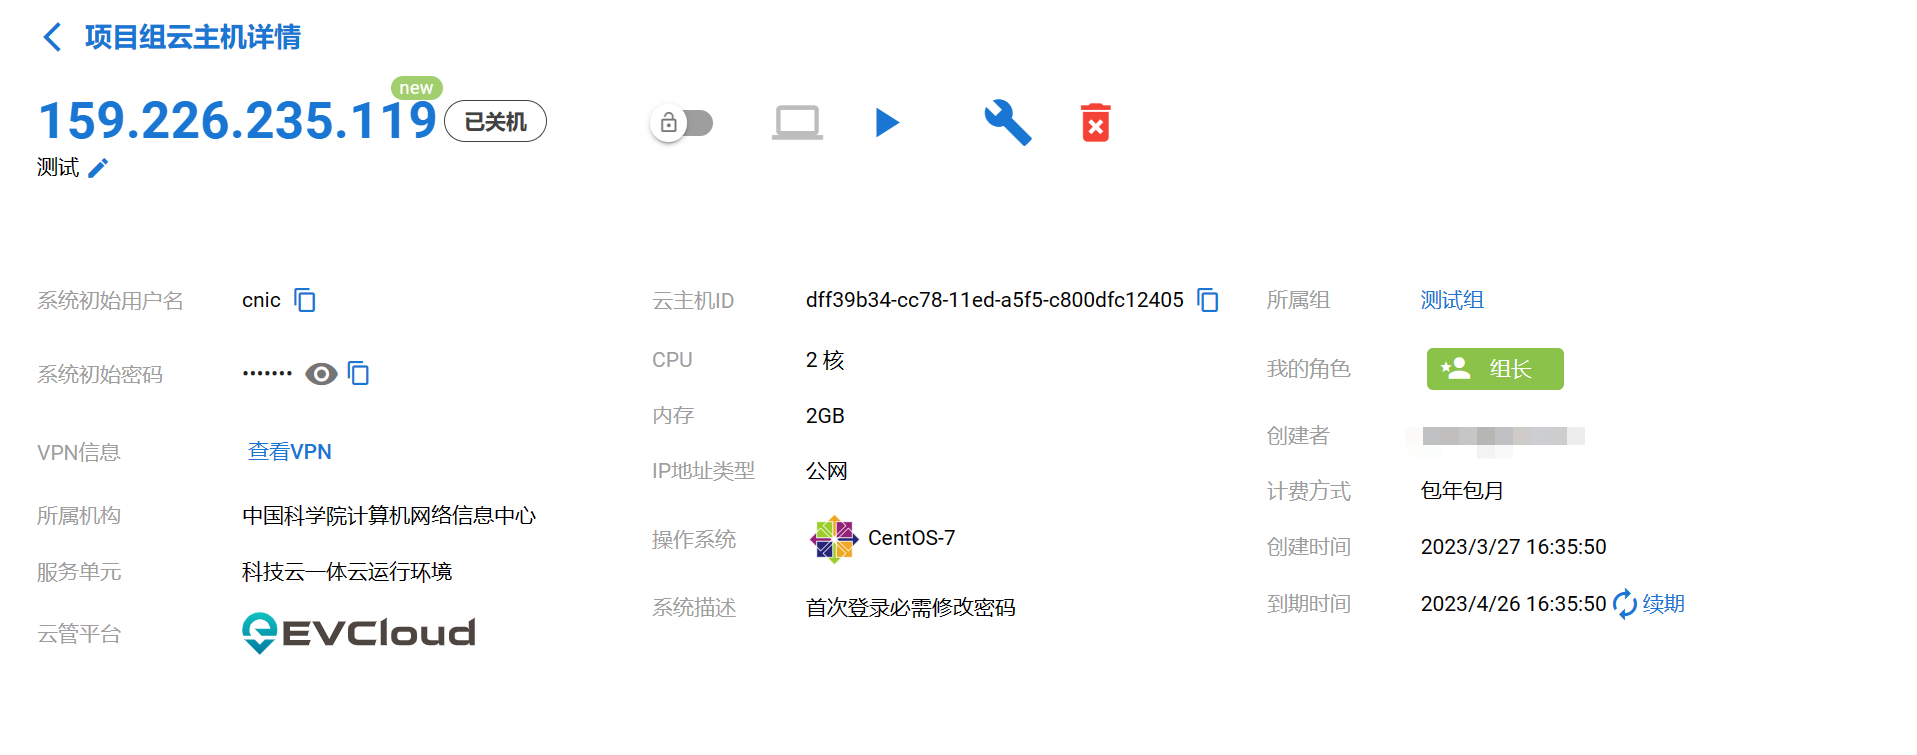 项目组云主机详情
new
159.226.235.119 已关机
测试
系统初始用户名 cnic
系统初始密码 •••••••
VPN信息 查看VPN
所属机构 中国科学院计算机网络信息中心
服务单元 科技云一体云运行环境
云管平台 EVCloud
云主机ID dff39b34-cc78-11ed-a5f5-c800dfc12405
CPU 2 核
内存 2GB
IP地址类型 公网
操作系统 CentOS-7
系统描述 首次登录必需修改密码
所属组 测试组
我的角色 组长
创建者
计费方式 包年包月
创建时间 2023/3/27 16:35:50
到期时间 2023/4/26 16:35:50 续期